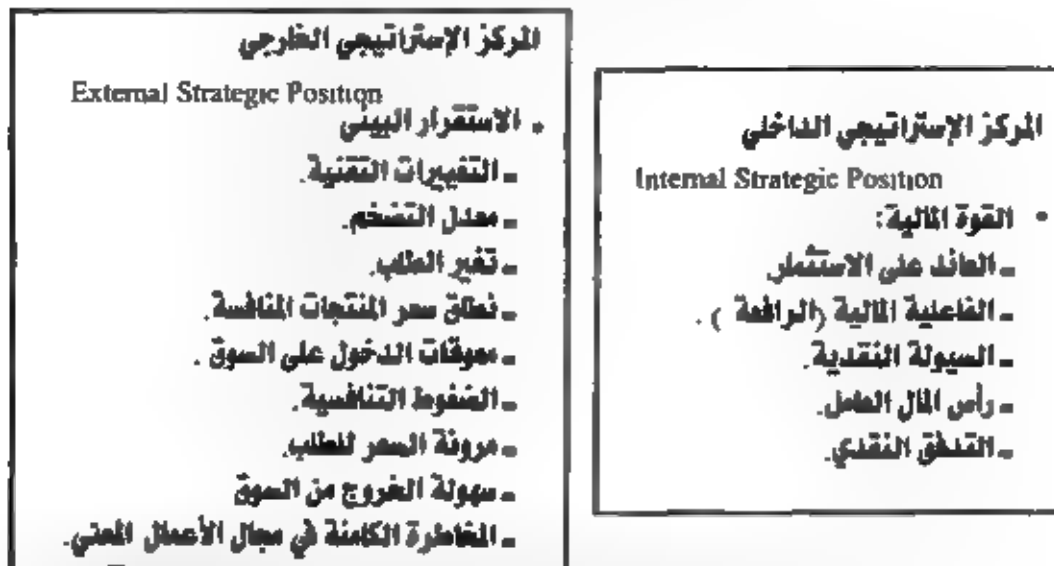 المركز الإستراتيجي الخارجي
External Strategic Position
• الاستقرار البيئي
- التغييرات التقنية.
- معدل التضخم.
- تغير الطلب.
- نطاق سعر المنتجات المنافسة.
- معوقات الدخول على السوق .
- الضغوط التنافسية.
- مرونة السعر للطلب.
- سهولة الخروج من السوق
- المخاطرة الكامنة في مجال الأعمال المعني.
المركز الإستراتيجي الداخلي
Internal Strategic Position
• القوة المالية:
- العائد على الاستثمار.
- الفاعلية المالية (الرافعة ) .
- السيولة النقدية.
- رأس المال العامل.
- التدفق النقدي.